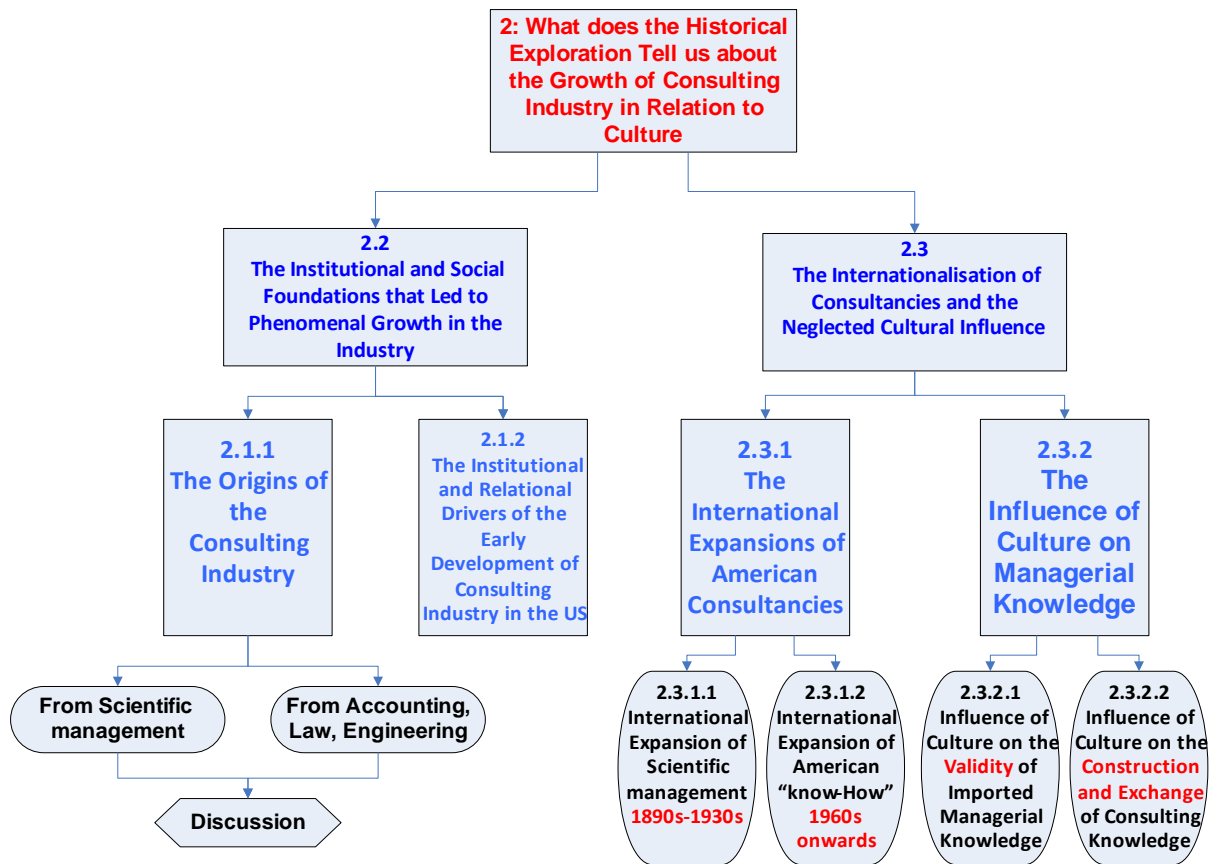 2: What does the Historical
Exploration Tell us about
the Growth of Consulting
Industry in Relation to
Culture
2.2
The Institutional and Social
Foundations that Led to
Phenomenal Growth in the
Industry
2.3
The Internationalisation of
Consultancies and the
Neglected Cultural Influence
2.1.1
The Origins of
the
Consulting
Industry
2.1.2
The Institutional
and Relational
Drivers of the
Early
Development of
Consulting
Industry in the US
2.3.1
The
International
Expansions of
American
Consultancies
2.3.2
The
Influence of
Culture on
Managerial
Knowledge
From Scientific
management
From Accounting,
Law, Engineering
Discussion
2.3.1.1
International
Expansion of
Scientific
management
1890s-1930s
2.3.1.2
International
Expansion of
American
“know-How”
1960s
onwards
2.3.2.1
Influence of
Culture on the
Validity of
Imported
Managerial
Knowledge
2.3.2.2
Influence of
Culture on the
Construction
and Exchange
of Consulting
Knowledge